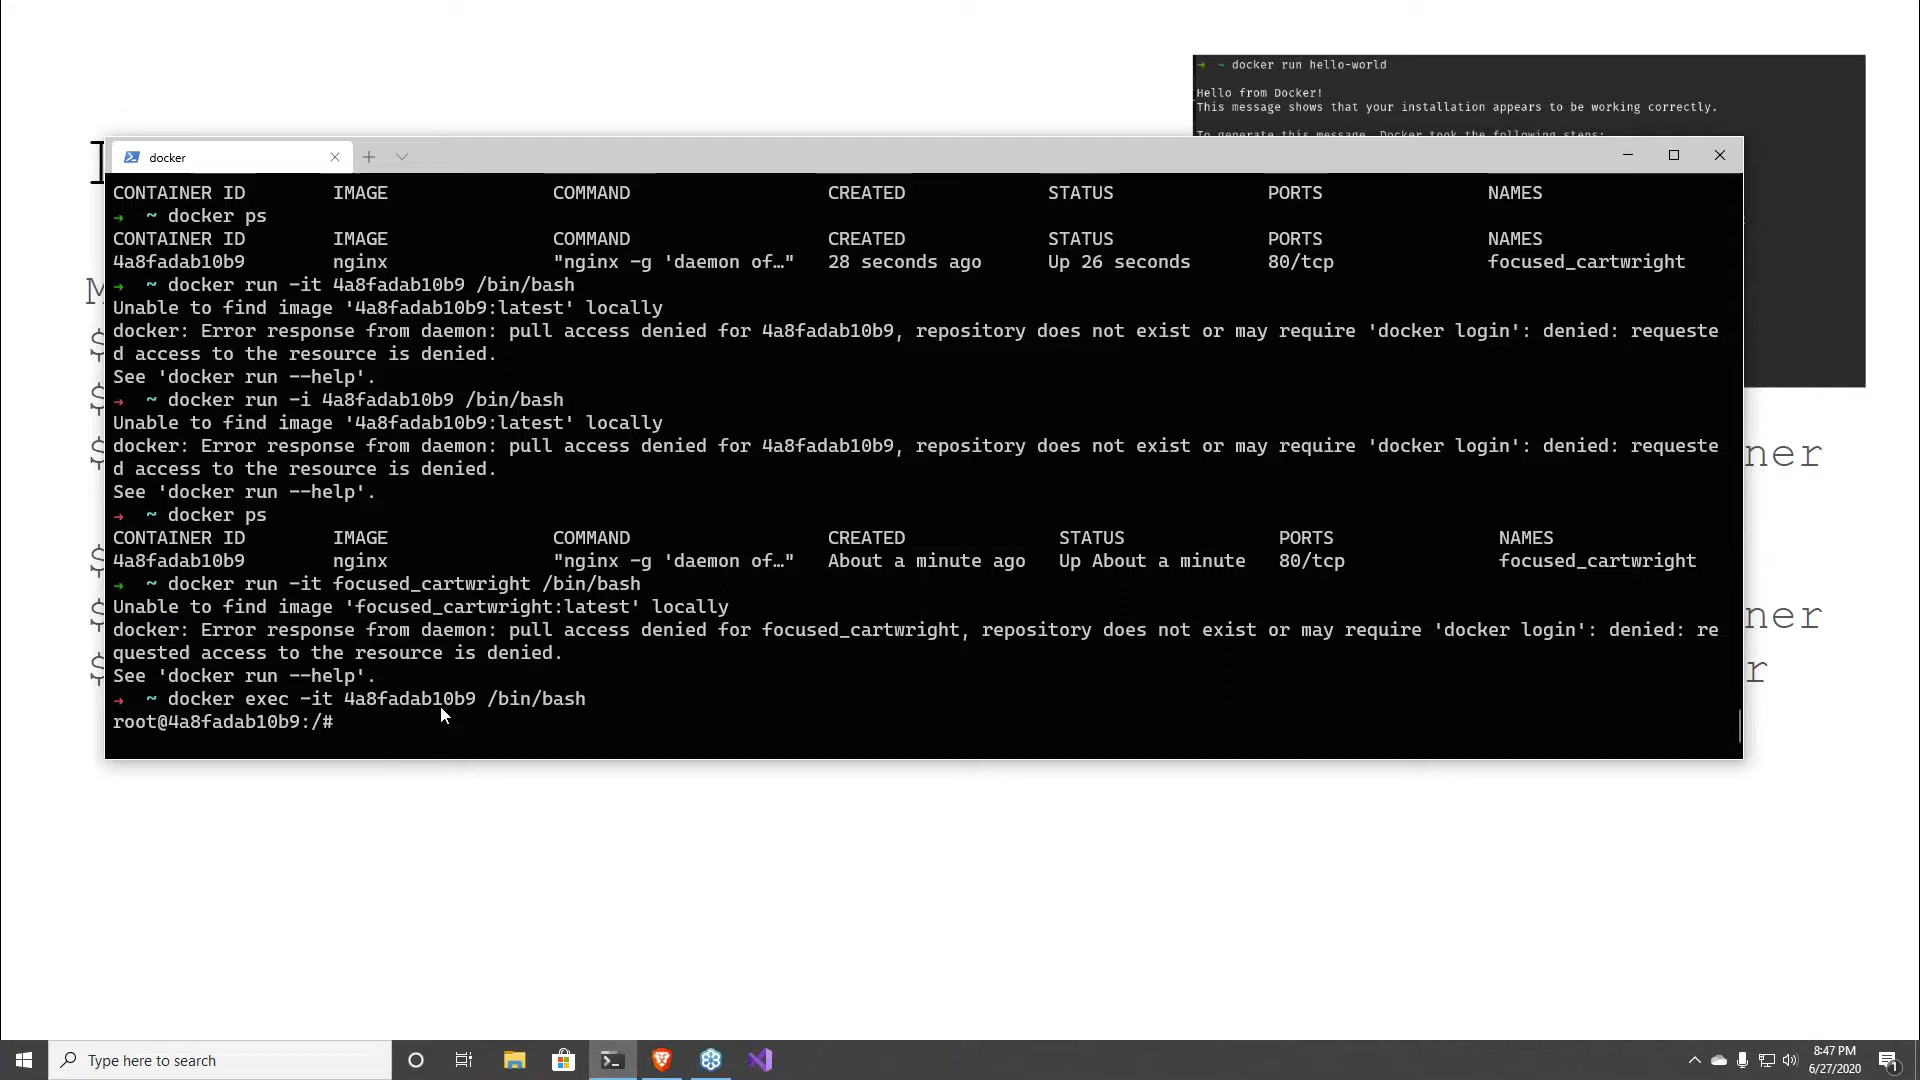 → ~ docker run hello-world
Hello from Docker!
This message shows that your installation appears to be working correctly.
To generate this message, Docker took the following steps:
docker
CONTAINER ID IMAGE COMMAND CREATED STATUS PORTS NAMES
→ ~ docker ps
CONTAINER ID IMAGE COMMAND CREATED STATUS PORTS NAMES
4a8fadab10b9 nginx "nginx -g 'daemon of…" 28 seconds ago Up 26 seconds 80/tcp focused_cartwright
→ ~ docker run -it 4a8fadab10b9 /bin/bash
Unable to find image '4a8fadab10b9:latest' locally
docker: Error response from daemon: pull access denied for 4a8fadab10b9, repository does not exist or may require 'docker login': denied: requeste
d access to the resource is denied.
See 'docker run --help'.
→ ~ docker run -i 4a8fadab10b9 /bin/bash
Unable to find image '4a8fadab10b9:latest' locally
docker: Error response from daemon: pull access denied for 4a8fadab10b9, repository does not exist or may require 'docker login': denied: requeste
d access to the resource is denied.
See 'docker run --help'.
→ ~ docker ps
CONTAINER ID IMAGE COMMAND CREATED STATUS PORTS NAMES
4a8fadab10b9 nginx "nginx -g 'daemon of…" About a minute ago Up About a minute 80/tcp focused_cartwright
→ ~ docker run -it focused_cartwright /bin/bash
Unable to find image 'focused_cartwright:latest' locally
docker: Error response from daemon: pull access denied for focused_cartwright, repository does not exist or may require 'docker login': denied: re
quested access to the resource is denied.
See 'docker run --help'.
→ ~ docker exec -it 4a8fadab10b9 /bin/bash
root@4a8fadab10b9:/#
M
$
$
$ ner
$
$ ner
$ r
Type here to search
8:47 PM
6/27/2020
1